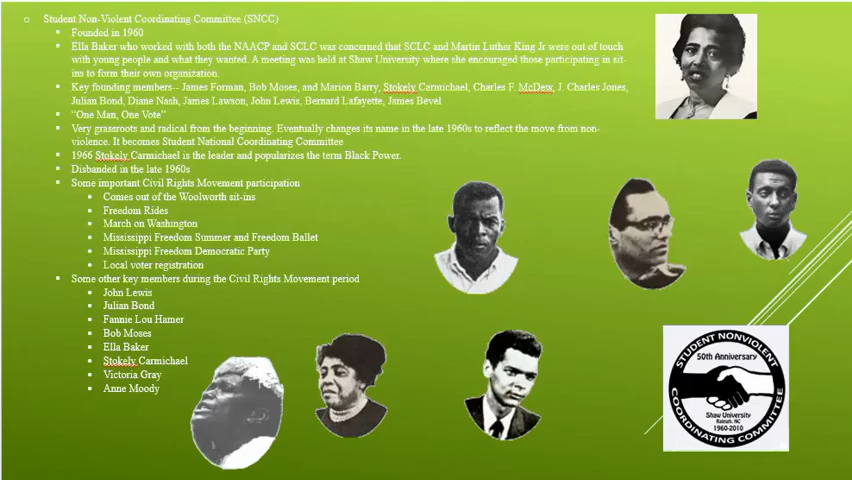 Student Non-Violent Coordinating Committee (SNCC)
Founded in 1960
Ella Baker who worked with both the NAACP and SCLC was concerned that SCLC and Martin Luther King Jr were out of touch
with young people and what they wanted. A meeting was held at Shaw University where she encouraged those participating in sit-
ins to form their own organization.
Key founding members-- James Forman, Bob Moses, and Marion Barry, Stokely Carmichael, Charles F. McDew, J. Charles Jones,
Julian Bond, Diane Nash, James Lawson, John Lewis, Bernard Lafayette, James Bevel
"One Man, One Vote"
Very grassroots and radical from the beginning. Eventually changes its name in the late 1960s to reflect the move from non-
violence. It becomes Student National Coordinating Committee
1966 Stokely Carmichael is the leader and popularizes the term Black Power.
Disbanded in the late 1960s
Some important Civil Rights Movement participation
Comes out of the Woolworth sit-ins
Freedom Rides
March on Washington
Mississippi Freedom Summer and Freedom Ballet
Mississippi Freedom Democratic Party
Local voter registration
Some other key members during the Civil Rights Movement period
John Lewis
Julian Bond
Fannie Lou Hamer
Bob Moses
Ella Baker
Stokely Carmichael
Victoria Gray
Anne Moody
STUDENT NONVIOLENT
50th Anniversary
Shaw University
Raleigh, NC
1960-2010
COORDINATING COMMITTEE